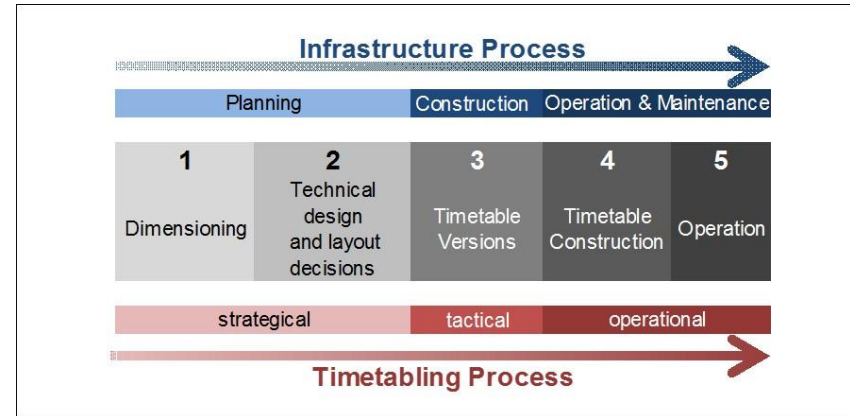 Infrastructure Process
Planning
Construction
Operation & Maintenance
1
Dimensioning
2
Technical
design
and layout
decisions
3
Timetable
Versions
4
Timetable
Construction
5
Operation
strategical
tactical
operational
Timetabling Process